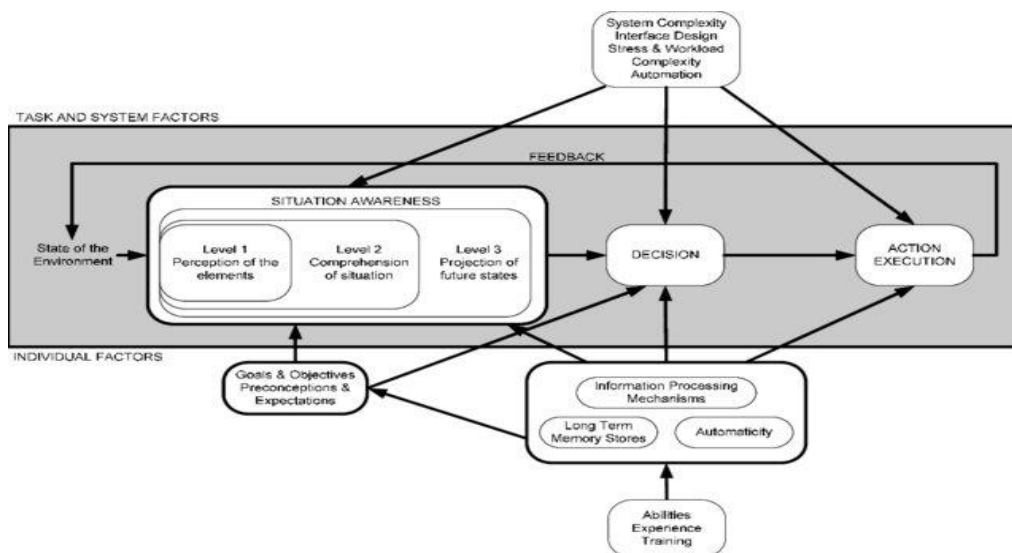 System Complexity
Interface Design
Stress & Workload
Complexity
Automation
TASK AND SYSTEM FACTORS
FEEDBACK
SITUATION AWARENESS
State of the
Environment
Level 1
Perception of the
elements
Level 2
Comprehension
of situation
Level 3
Projection of
future states
DECISION
ACTION
EXECUTION
INDIVIDUAL FACTORS
Goals & Objectives
Preconceptions &
Expectations
Information Processing
Mechanisms
Long Term
Memory Stores
Automaticity
Abilities
Experience
Training